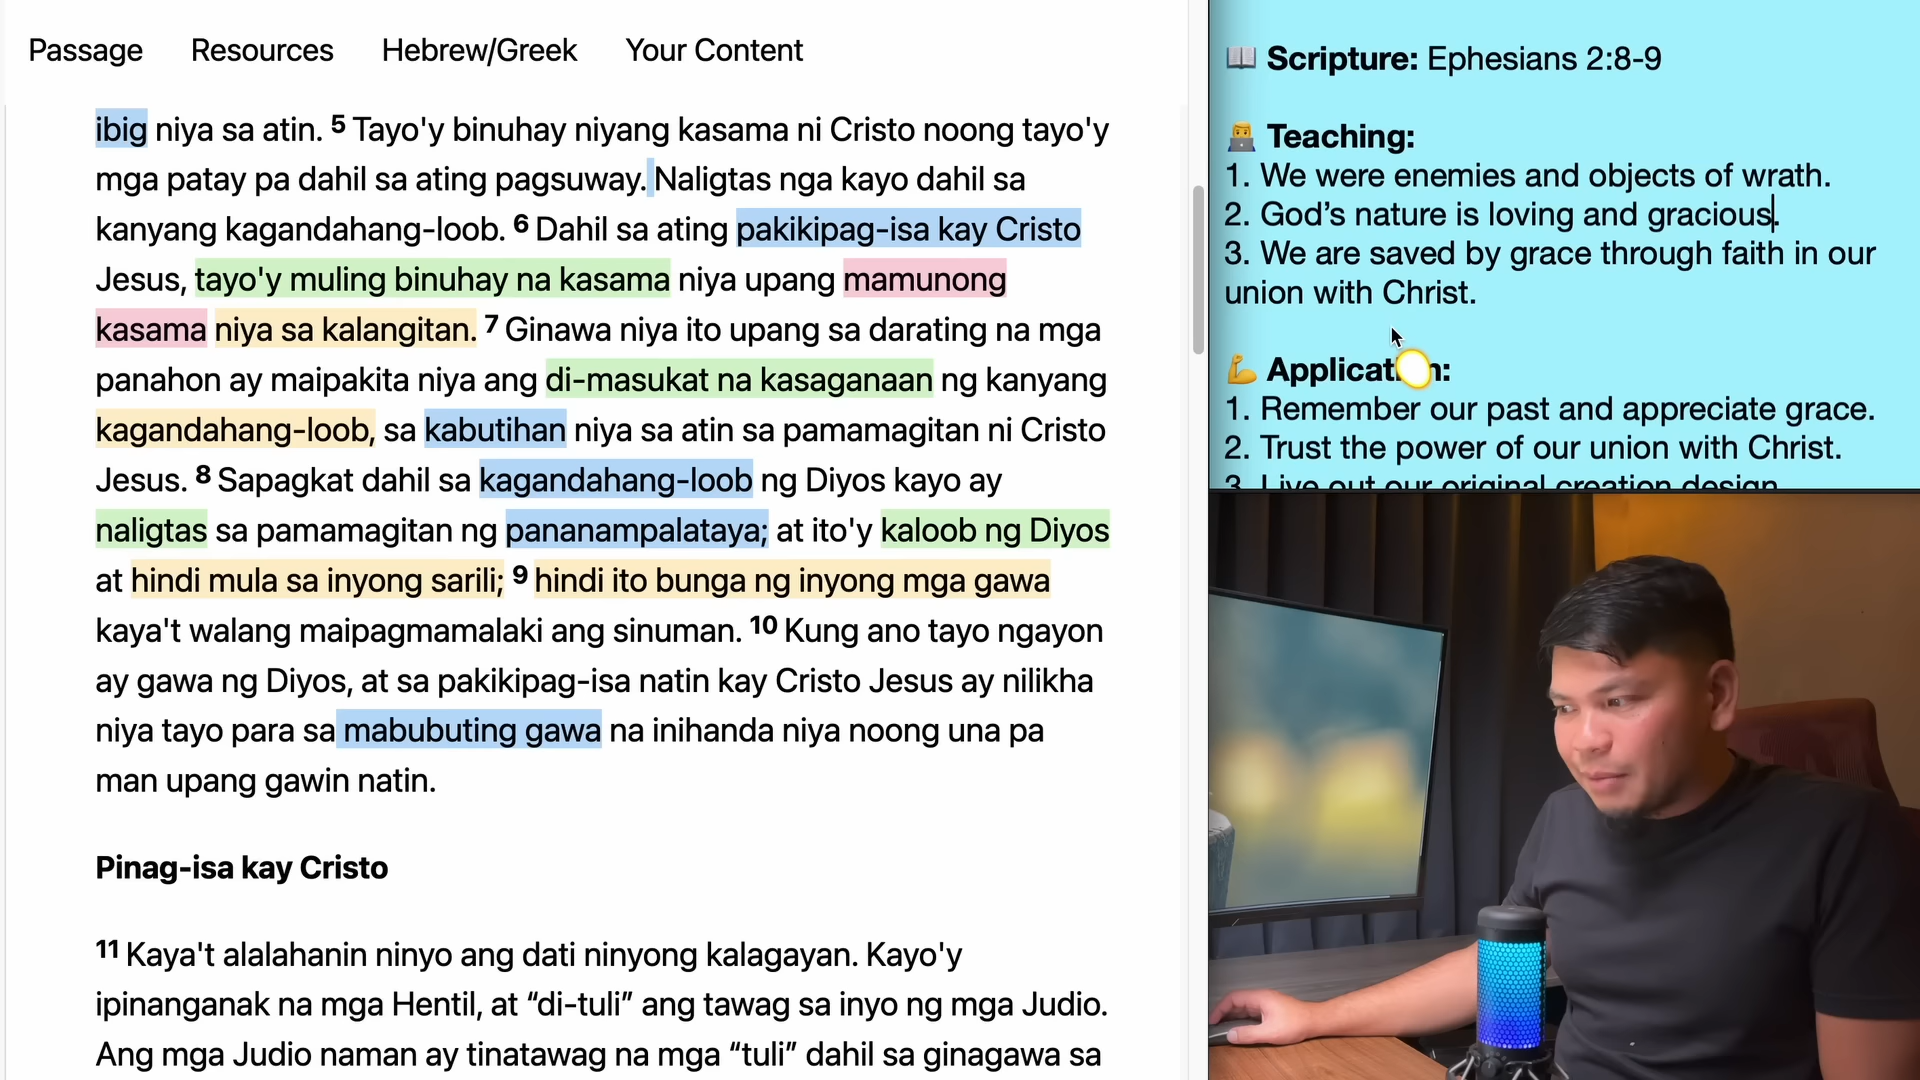 Passage Resources Hebrew/Greek Your Content
ibig niya sa atin. 5 Tayo'y binuhay niyang kasama ni Cristo noong tayo'y
mga patay pa dahil sa ating pagsuway. Naligtas nga kayo dahil sa
kanyang kagandahang-loob. 6 Dahil sa ating pakikipag-isa kay Cristo
Jesus, tayo'y muling binuhay na kasama niya upang mamunong
kasama niya sa kalangitan. 7 Ginawa niya ito upang sa darating na mga
panahon ay maipakita niya ang di-masukat na kasaganaan ng kanyang
kagandahang-loob, sa kabutihan niya sa atin sa pamamagitan ni Cristo
Jesus. 8 Sapagkat dahil sa kagandahang-loob ng Diyos kayo ay
naligtas sa pamamagitan ng pananampalataya; at ito'y kaloob ng Diyos
at hindi mula sa inyong sarili; 9 hindi ito bunga ng inyong mga gawa
kaya't walang maipagmamalaki ang sinuman. 10 Kung ano tayo ngayon
ay gawa ng Diyos, at sa pakikipag-isa natin kay Cristo Jesus ay nilikha
niya tayo para sa mabubuting gawa na inihanda niya noong una pa
man upang gawin natin.
Pinag-isa kay Cristo
11 Kaya't alalahanin ninyo ang dati ninyong kalagayan. Kayo'y
ipinanganak na mga Hentil, at “di-tuli” ang tawag sa inyo ng mga Judio.
Ang mga Judio naman ay tinatawag na mga “tuli” dahil sa ginagawa sa
📖 Scripture: Ephesians 2:8-9
👨‍💻 Teaching:
1. We were enemies and objects of wrath.
2. God’s nature is loving and gracious.
3. We are saved by grace through faith in our
union with Christ.
💪 Application:
1. Remember our past and appreciate grace.
2. Trust the power of our union with Christ.
3. Live out our original creation design